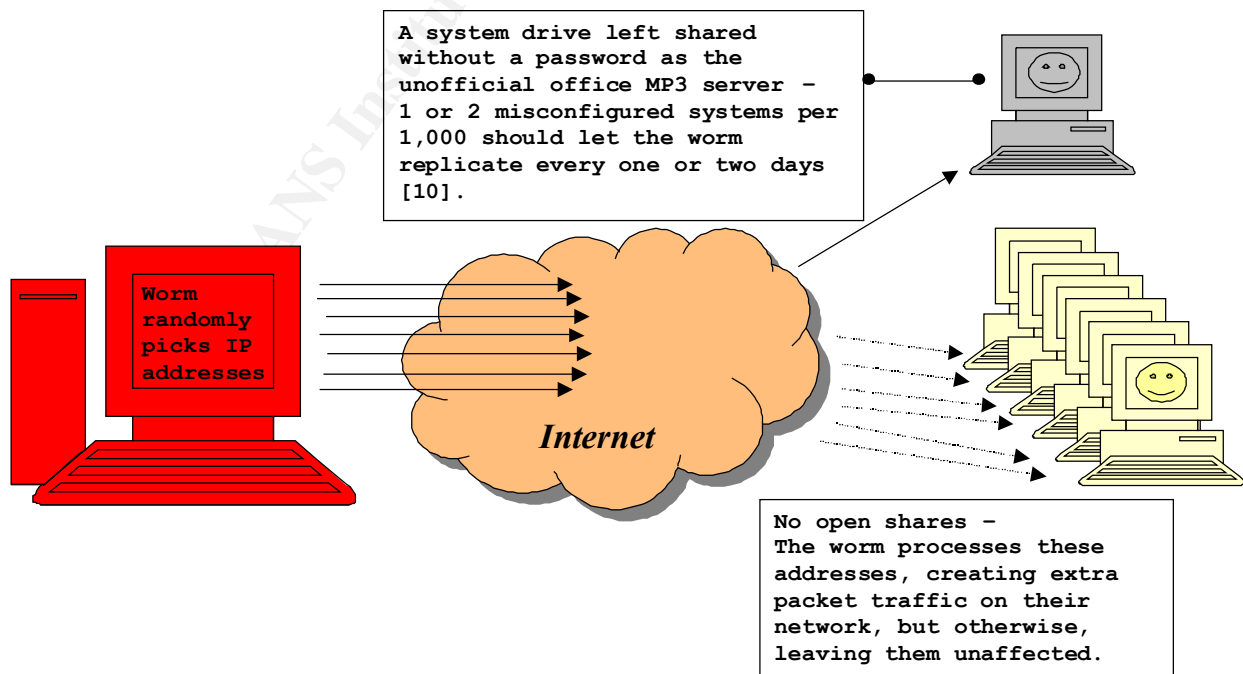 A system drive left shared
without a password as the
unofficial office MP3 server –
1 or 2 misconfigured systems per
1,000 should let the worm
replicate every one or two days
[10].
Worm
randomly
picks IP
addresses
Internet
No open shares –
The worm processes these
addresses, creating extra
packet traffic on their
network, but otherwise,
leaving them unaffected.